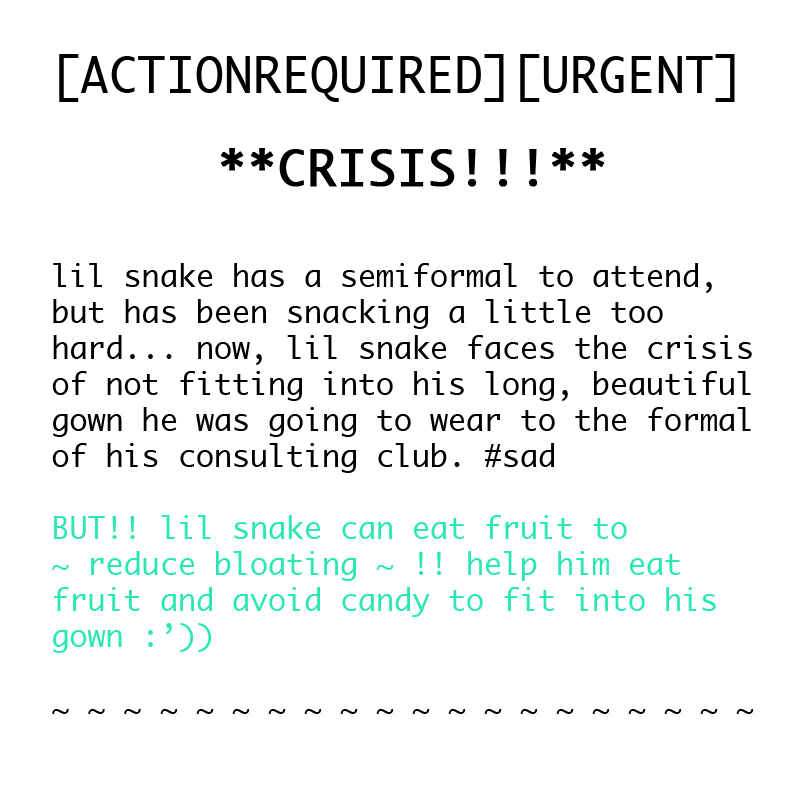 [ACTIONREQUIRED][URGENT]
**CRISIS!!!**
lil snake has a semiformal to attend,
but has been snacking a little too
hard... now, lil snake faces the crisis
of not fitting into his long, beautiful
gown he was going to wear to the formal
of his consulting club. #sad
BUT!! lil snake can eat fruit to
~ reduce bloating ~ !! help him eat
fruit and avoid candy to fit into his
gown :’))
~ ~ ~ ~ ~ ~ ~ ~ ~ ~ ~ ~ ~ ~ ~ ~ ~ ~ ~ ~